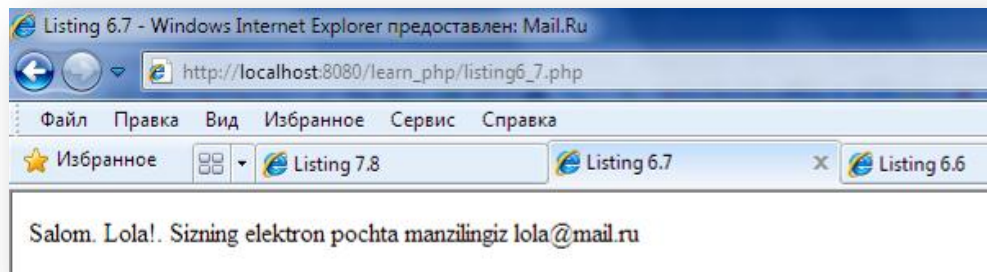 Listing 6.7 - Windows Internet Explorer предоставлен: Mail.Ru
http://localhost:8080/learn_php/listing6_7.php
Файл Правка Вид Избранное Сервис Справка
Избранное Listing 7.8 Listing 6.7 Listing 6.6
Salom. Lola!. Sizning elektron pochta manzilingiz lola@mail.ru